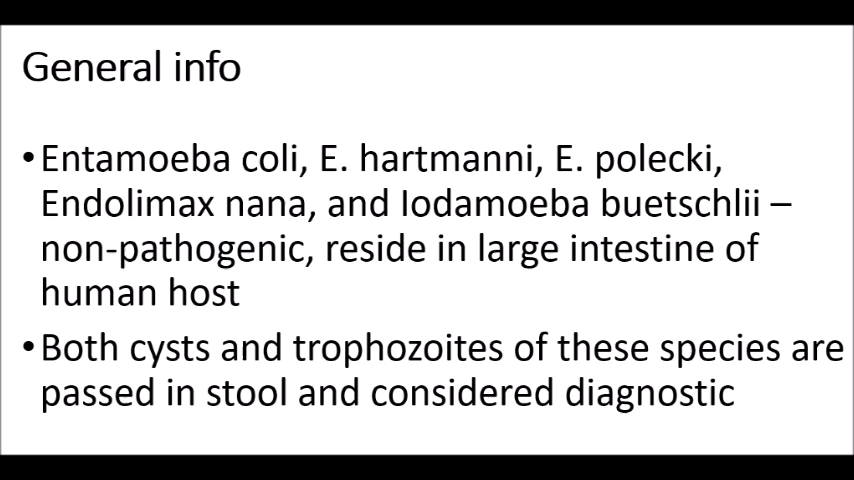 General info
•Entamoeba coli, E. hartmanni, E. polecki,
Endolimax nana, and Iodamoeba buetschlii –
non-pathogenic, reside in large intestine of
human host
•Both cysts and trophozoites of these species are
passed in stool and considered diagnostic